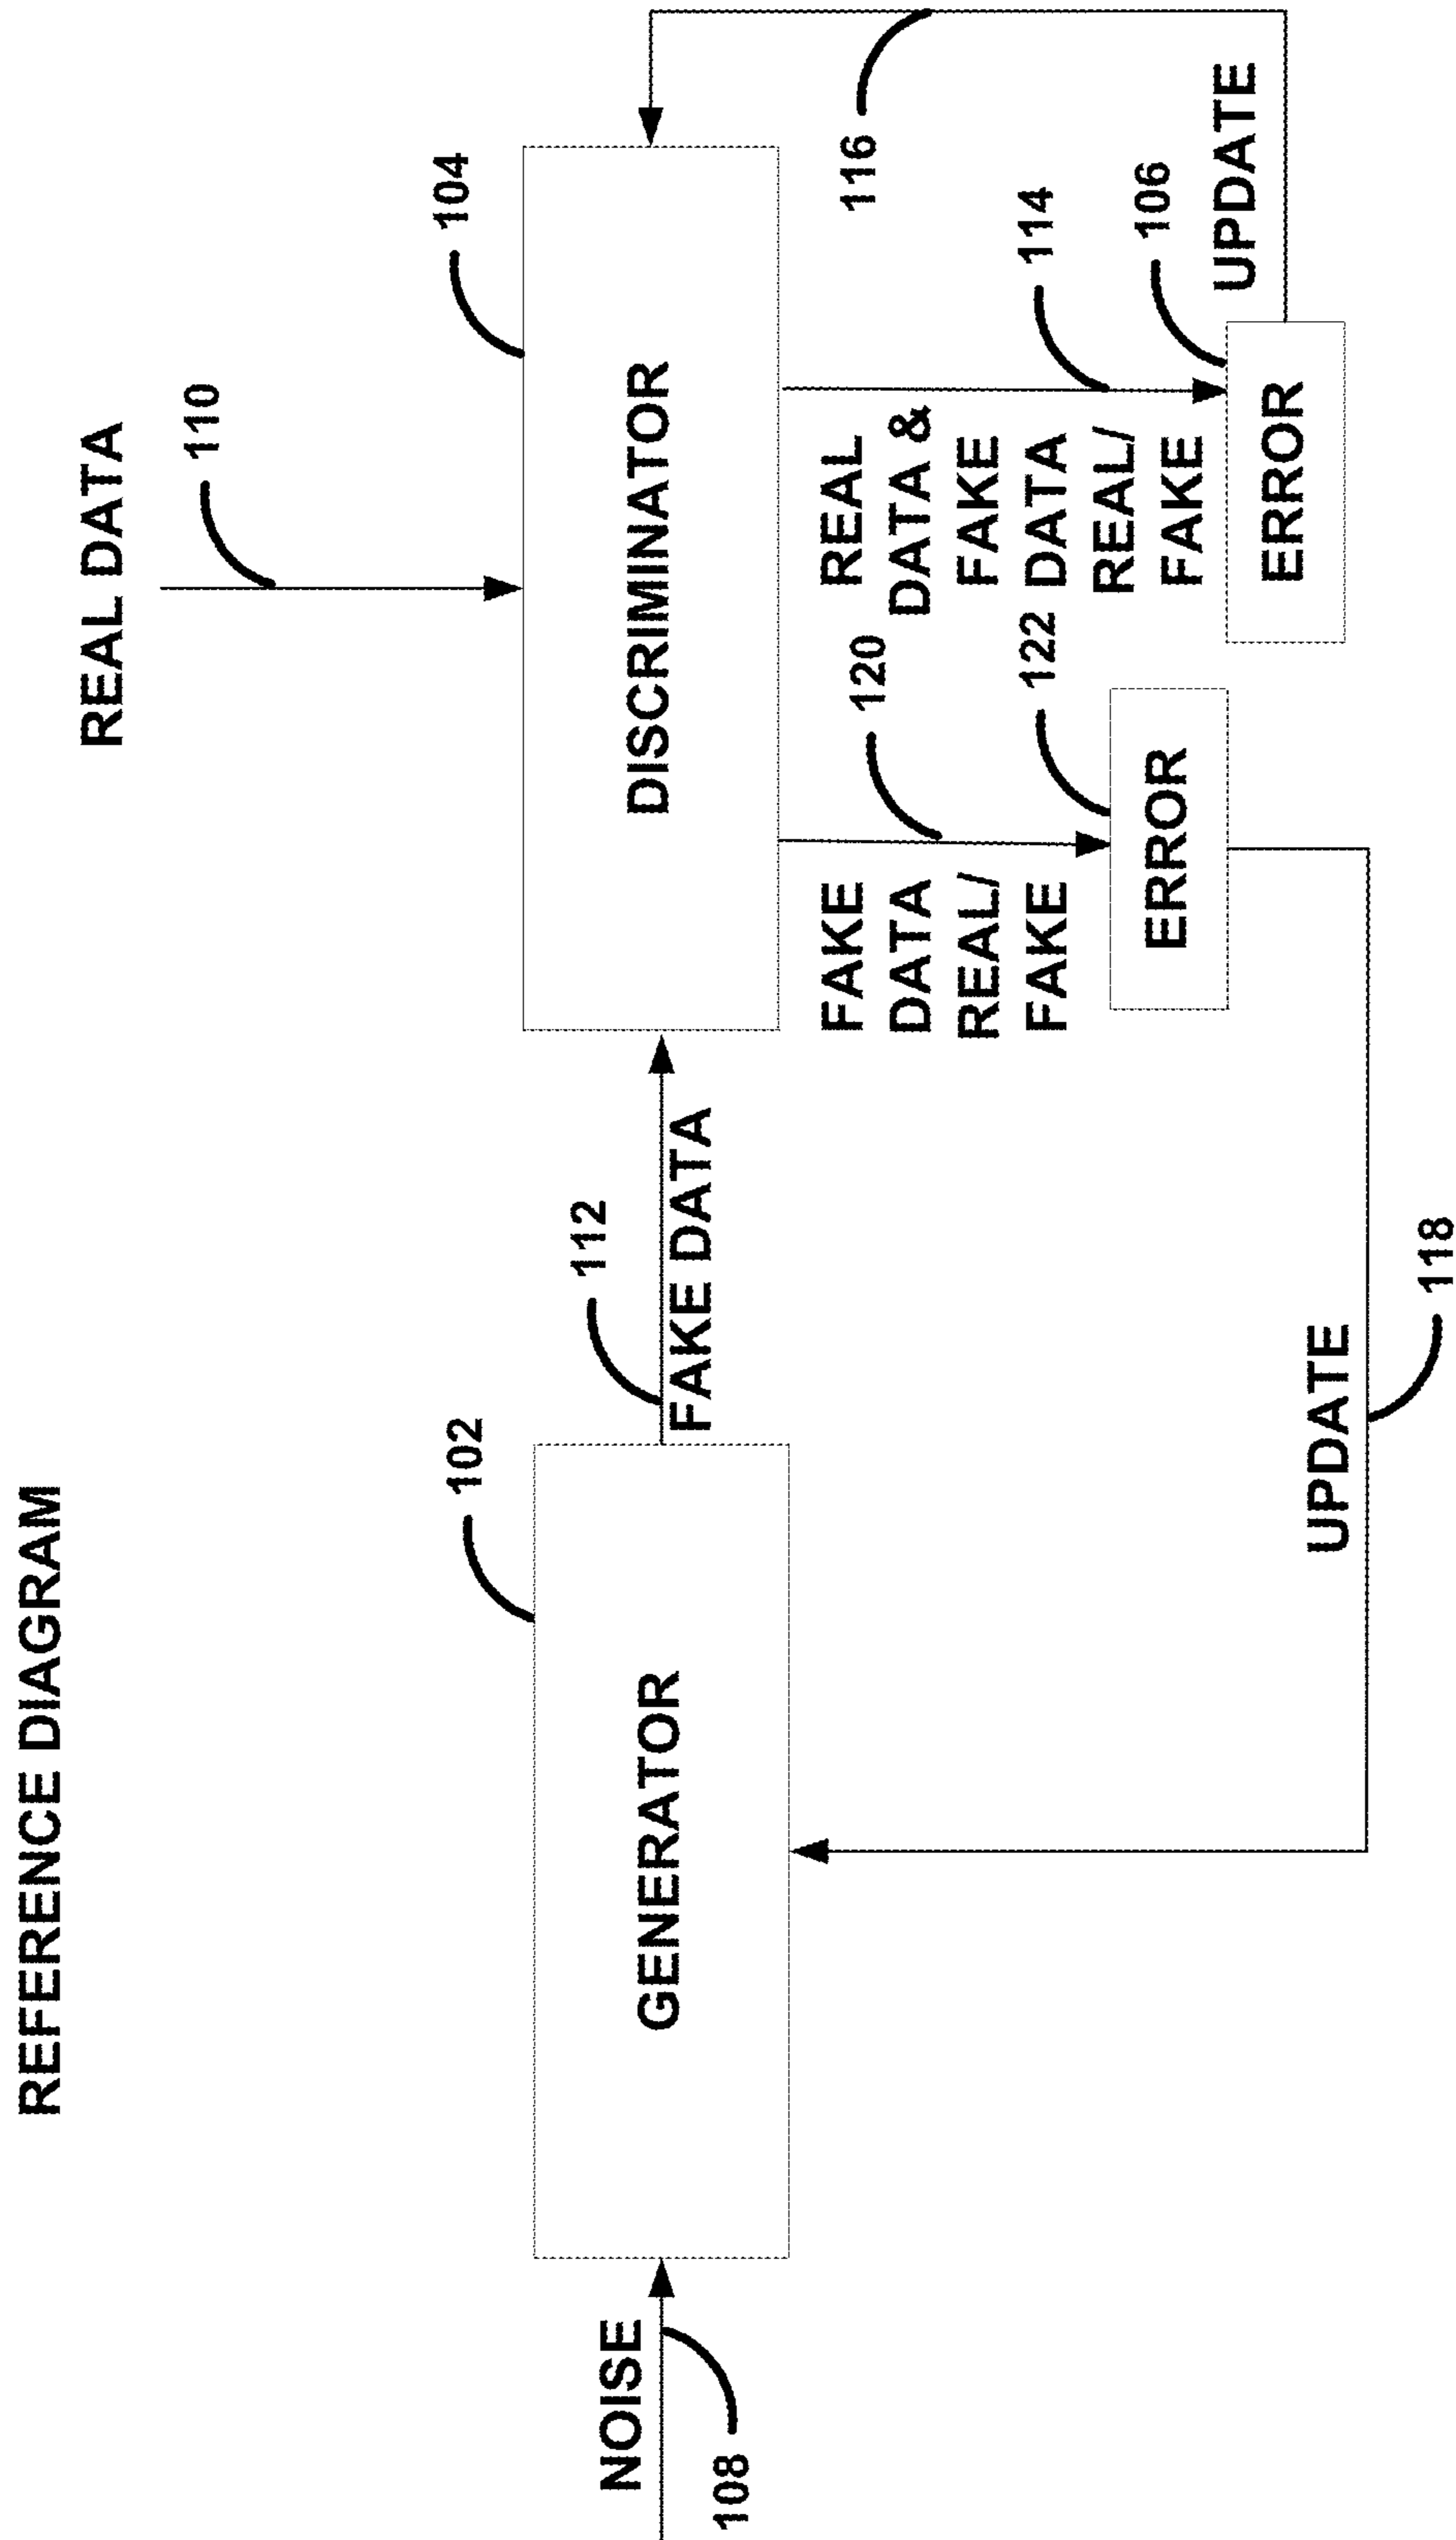 REFERENCE DIAGRAM
REAL DATA
110
104
102
112
NOISE
108
GENERATOR
FAKE DATA
DISCRIMINATOR
116
120
114
FAKE
DATA
REAL/
FAKE
REAL
DATA &
FAKE
DATA
REAL/
FAKE
122
106
ERROR
ERROR
UPDATE
UPDATE
118